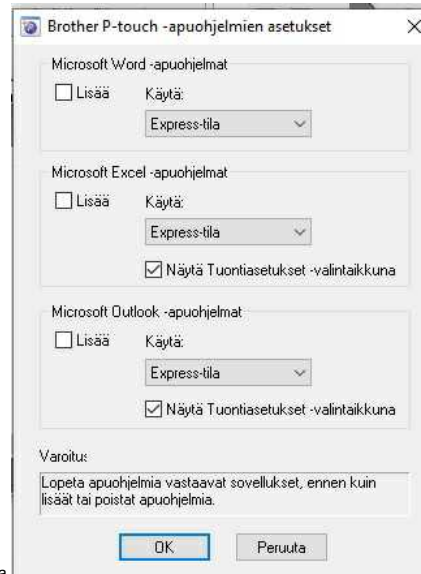 Brother P-touch -apuohjelmien asetukset
Microsoft Word -apuohjelmat
Lisää Käytä:
Express-tila
Microsoft Excel -apuohjelmat
Lisää Käytä:
Express-tila
Näytä Tuontiasetukset -valintaikkuna
Microsoft Outlook -apuohjelmat
Lisää Käytä:
Express-tila
Näytä Tuontiasetukset -valintaikkuna
Varoitus
Lopeta apuohjelmia vastaavat sovellukset, ennen kuin
lisäät tai poistat apuohjelmia.
OK Peruuta